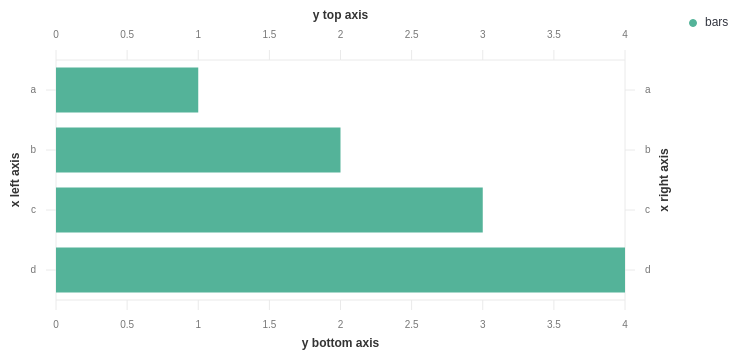 y top axis
bars
0 0.5 1 1.5 2 2.5 3 3.5 4
a a
b b
x left axis
x right axis
c c
d d
0 0.5 1 1.5 2 2.5 3 3.5 4
y bottom axis